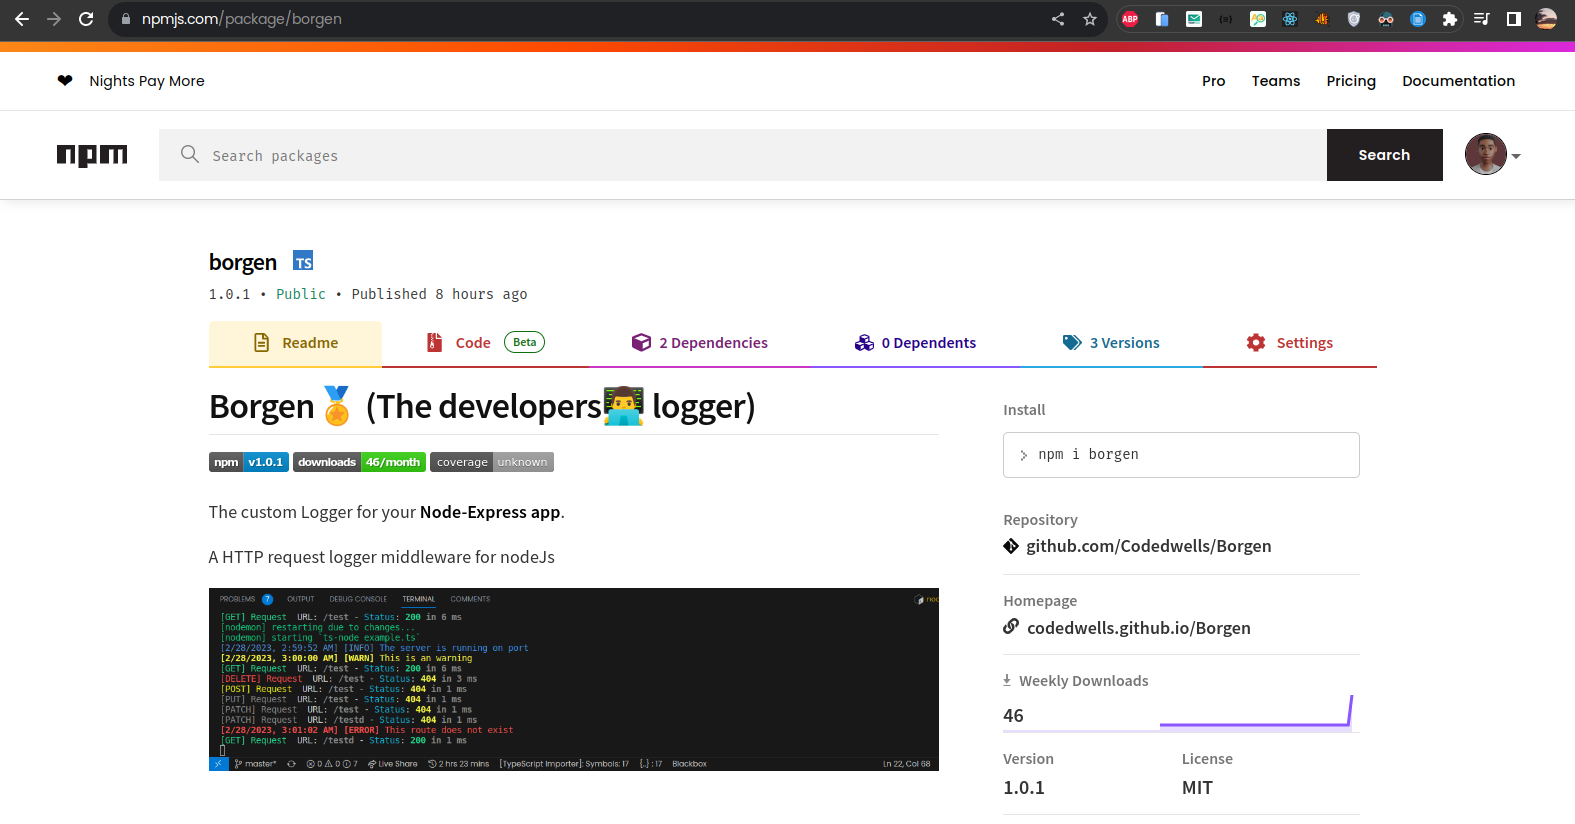 npmjs.com/package/borgen
ABP
Nights Pay More
Pro Teams Pricing Documentation
npm
Search packages
Search
borgen TS
1.0.1 • Public • Published 8 hours ago
Readme
Code Beta
2 Dependencies
0 Dependents
3 Versions
Settings
Borgen (The developers logger)
npm v1.0.1 downloads 46/month coverage unknown
The custom Logger for your Node-Express app.
A HTTP request logger middleware for nodeJs
PROBLEMS 7 OUTPUT DEBUG CONSOLE TERMINAL COMMENTS
[GET] Request URL: /test - Status: 200 in 6 ms
[nodemon] restarting due to changes...
[nodemon] starting `ts-node example.ts`
[2/28/2023, 2:59:52 AM] [INFO] The server is running on port
[2/28/2023, 3:00:00 AM] [WARN] This is an warning
[GET] Request URL: /test - Status: 200 in 6 ms
[DELETE] Request URL: /test - Status: 404 in 3 ms
[POST] Request URL: /test - Status: 404 in 1 ms
[PUT] Request URL: /test - Status: 404 in 1 ms
[PATCH] Request URL: /test - Status: 404 in 1 ms
[PATCH] Request URL: /testd - Status: 404 in 1 ms
[2/28/2023, 3:01:02 AM] [ERROR] This route does not exist
[GET] Request URL: /testd - Status: 200 in 1 ms
master* 0 0 7 Live Share 2 hrs 23 mins [TypeScript Importer]: Symbols: 17 {..} : 17 Blackbox Ln 22, Col 68
Install
npm i borgen
Repository
github.com/Codedwells/Borgen
Homepage
codedwells.github.io/Borgen
Weekly Downloads
46
Version License
1.0.1 MIT